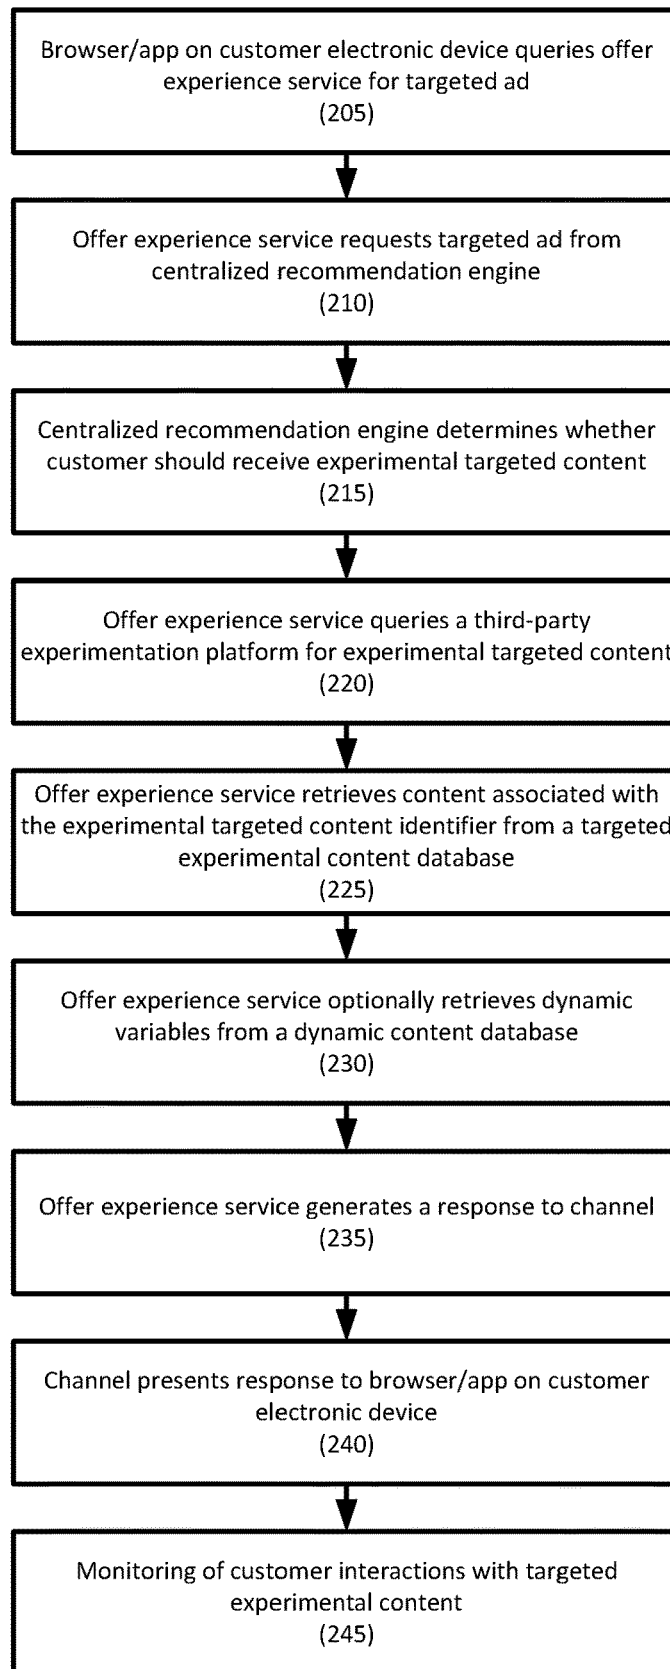 Browser/app on customer electronic device queries offer
experience service for targeted ad
(205)
Offer experience service requests targeted ad from
centralized recommendation engine
(210)
Centralized recommendation engine determines whether
customer should receive experimental targeted content
(215)
Offer experience service queries a third-party
experimentation platform for experimental targeted content
(220)
Offer experience service retrieves content associated with
the experimental targeted content identifier from a targeted
experimental content database
(225)
Offer experience service optionally retrieves dynamic
variables from a dynamic content database
(230)
Offer experience service generates a response to channel
(235)
Channel presents response to browser/app on customer
electronic device
(240)
Monitoring of customer interactions with targeted
experimental content
(245)